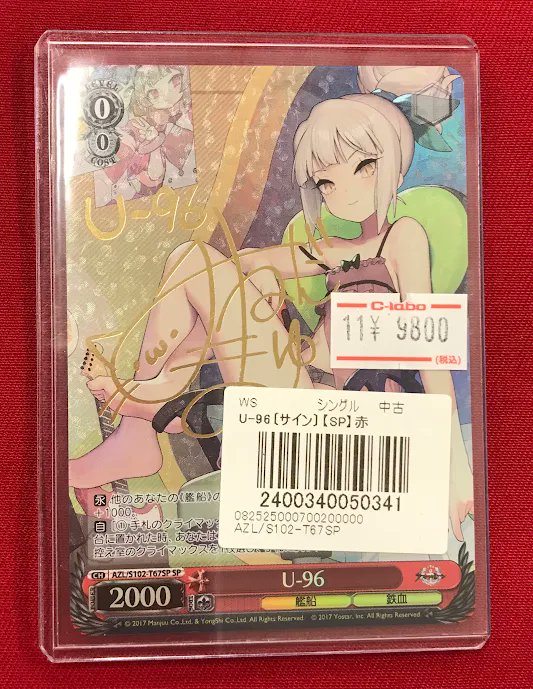 0
0
COST
U-96
C-labo
11¥ 9800
(税込)
WS シングル 中古
U-96〔サイン〕【SP】赤
2400340050341
082525000700200000
AZL/S102-T67SP
永 他のあなたの《艦船》の
+1000。
自 手札のクライマック
台に置かれた時、あなたは
控え室のクライマックスを
CH AZL/S102-T67SP SP
U-96
2000
艦船 鉄血
© 2017 Manjuu Co.,Ltd. & YongShi Co.,Ltd. All Rights Reserved. © 2017 Yostar, Inc. All Rights Reserved.